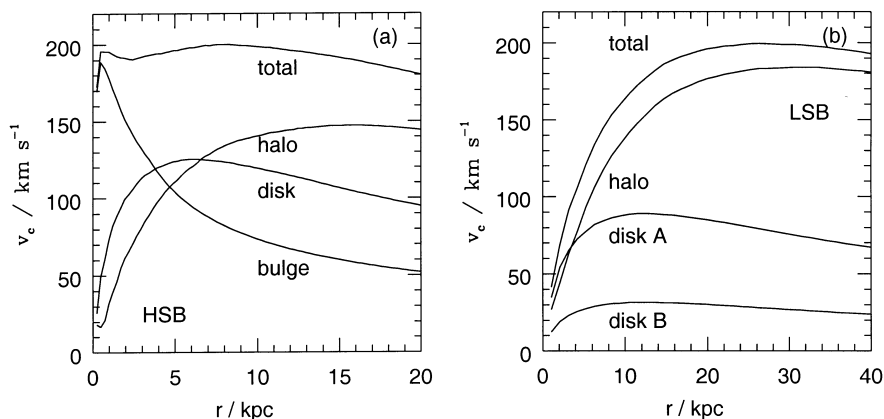 (a)
200
150
100
50
0
v_c / km s⁻¹
total
halo
disk
bulge
HSB
0 5 10 15 20
r / kpc
(b)
200
150
100
50
0
v_c / km s⁻¹
total
LSB
halo
disk A
disk B
0 10 20 30 40
r / kpc